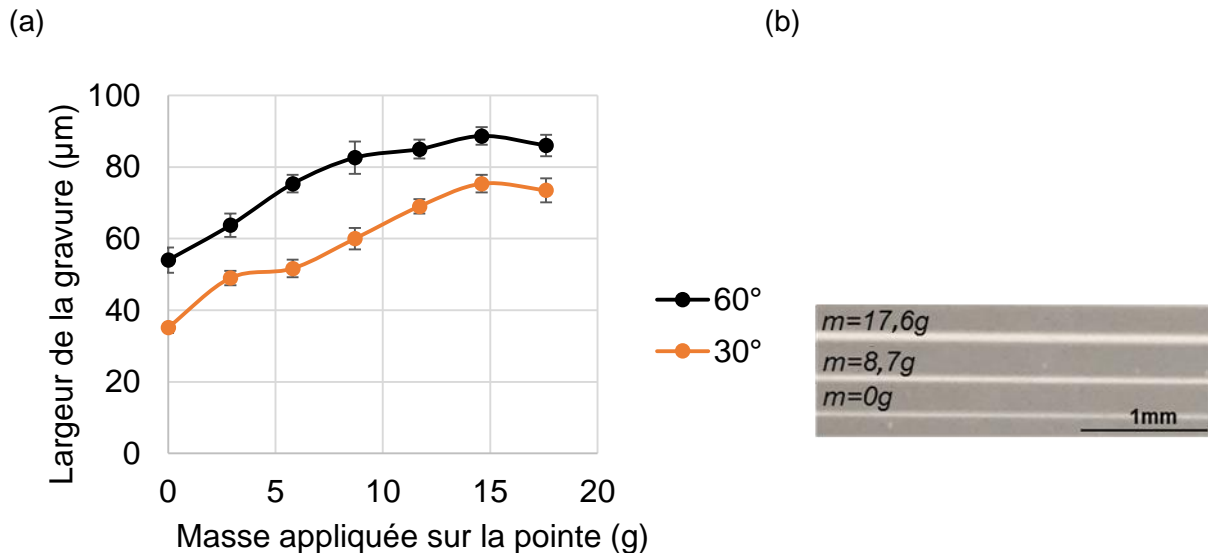 (a)
(b)
Largeur de la gravure (µm)
100
80
60
40
20
0
0 5 10 15 20
Masse appliquée sur la pointe (g)
60°
30°
m=17,6g
m=8,7g
m=0g
1mm